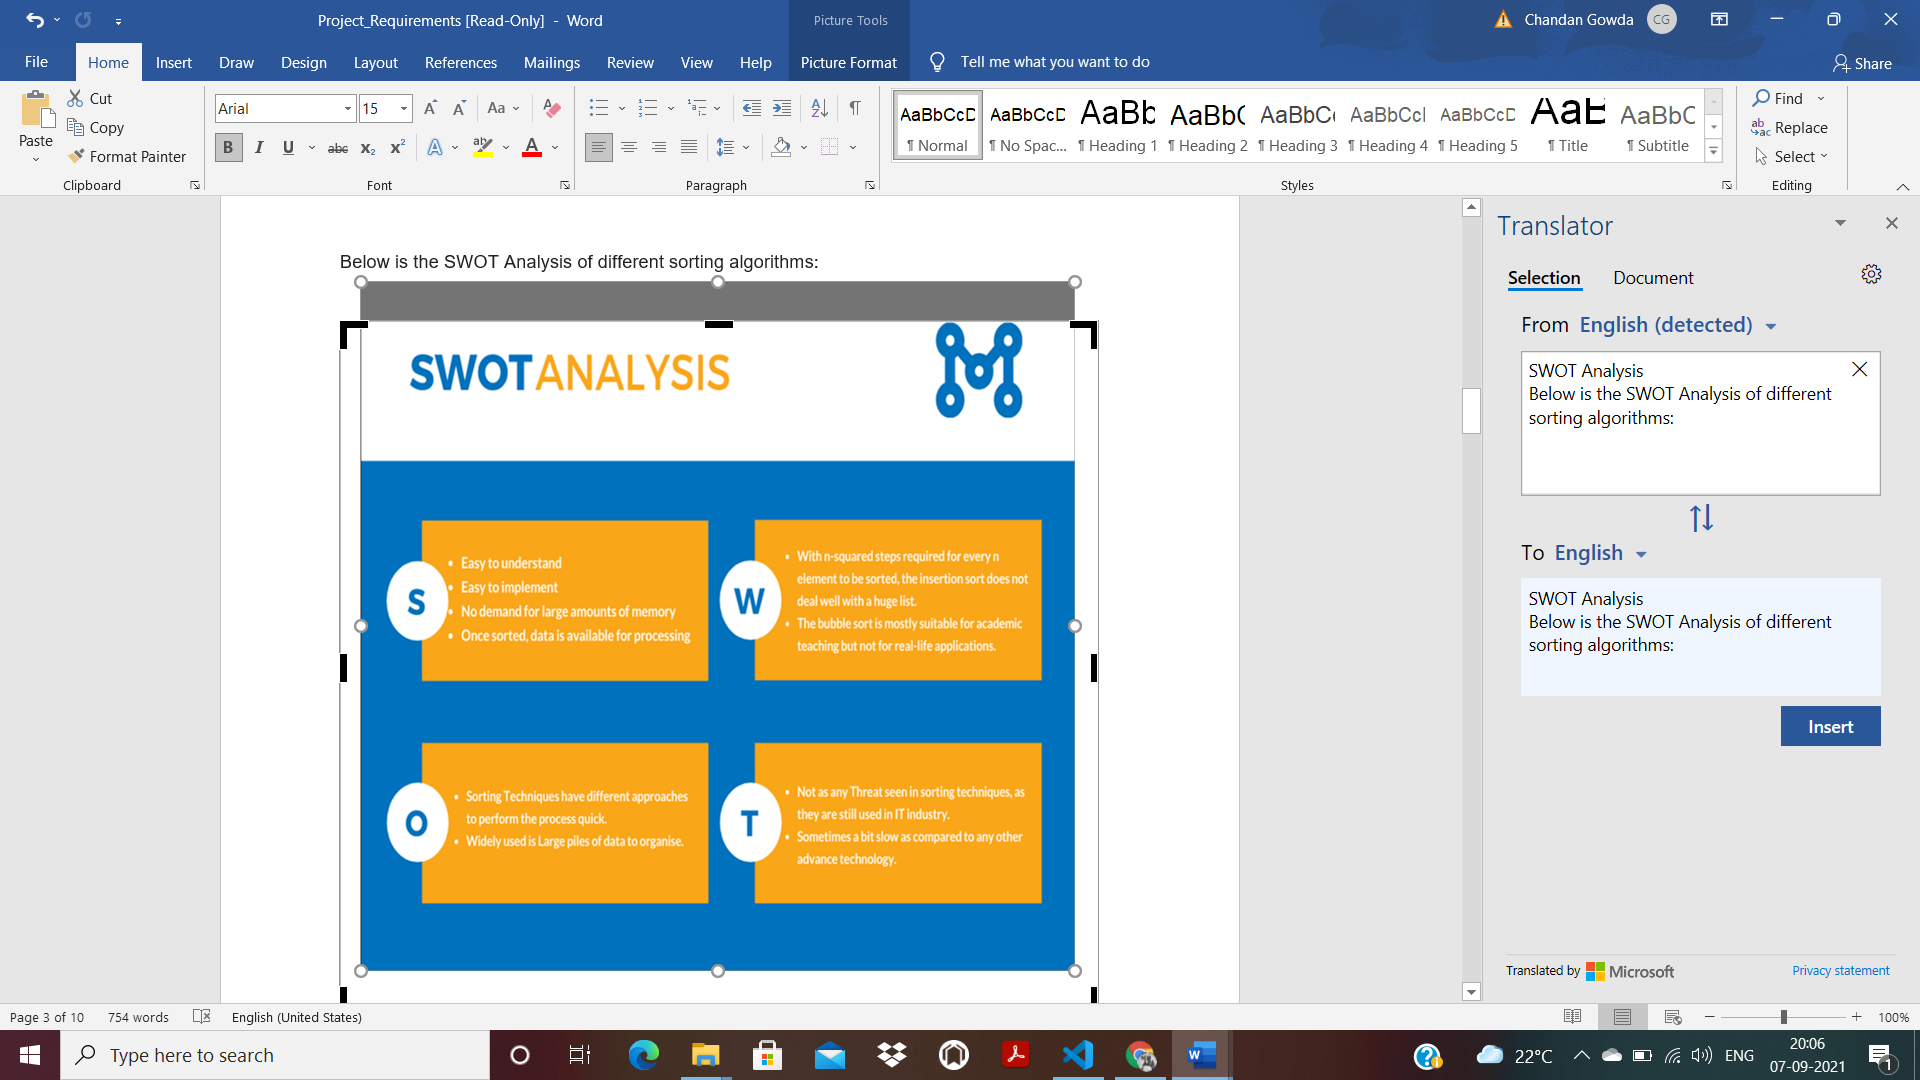 Project_Requirements [Read-Only] - Word
Picture Tools
Chandan Gowda
CG
File
Home
Insert
Draw
Design
Layout
References
Mailings
Review
View
Help
Picture Format
Tell me what you want to do
Share
Paste
Cut
Copy
Format Painter
Clipboard
Arial
15
Aa
B I U abc x₂ x² A ab A
Font
Paragraph
AaBbCcD
¶ Normal
AaBbCcD
¶ No Spac...
AaBb
¶ Heading 1
AaBbC
¶ Heading 2
AaBbCc
¶ Heading 3
AaBbCcI
¶ Heading 4
AaBbCcD
¶ Heading 5
AaB
¶ Title
AaBbC
¶ Subtitle
Styles
Find
Replace
Select
Editing
Below is the SWOT Analysis of different sorting algorithms:
SWOT ANALYSIS
S
• Easy to understand
• Easy to implement
• No demand for large amounts of memory
• Once sorted, data is available for processing
W
• With n-squared steps required for every n
element to be sorted, the insertion sort does not
deal well with a huge list.
• The bubble sort is mostly suitable for academic
teaching but not for real-life applications.
O
• Sorting Techniques have different approaches
to perform the process quick.
• Widely used is Large piles of data to organise.
T
• Not as any Threat seen in sorting techniques, as
they are still used in IT industry.
• Sometimes a bit slow as compared to any other
advance technology.
Translator
Selection
Document
From English (detected)
SWOT Analysis
Below is the SWOT Analysis of different
sorting algorithms:
To English
SWOT Analysis
Below is the SWOT Analysis of different
sorting algorithms:
Insert
Translated by Microsoft
Privacy statement
Page 3 of 10
754 words
English (United States)
100%
Type here to search
22°C
ENG
20:06
07-09-2021
1